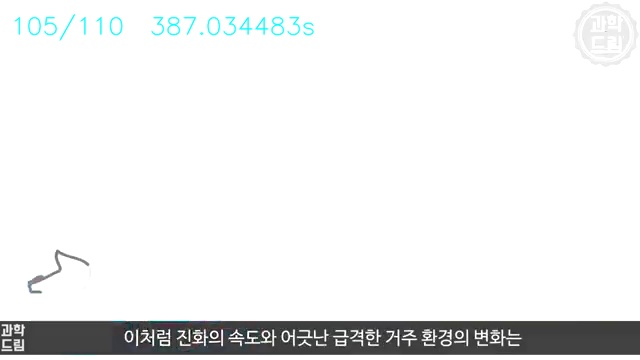 105/110 387.034483s
과학
드림
과학
드림
이처럼 진화의 속도와 어긋난 급격한 거주 환경의 변화는